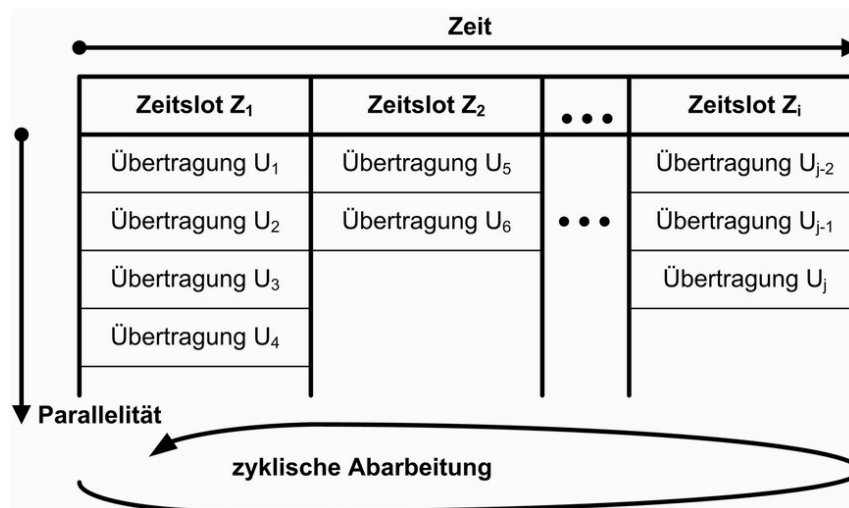 Zeit
Zeitslot Z1 Zeitslot Z2 ... Zeitslot Zi
Übertragung U1 Übertragung U5 Übertragung Uj-2
Übertragung U2 Übertragung U6 ... Übertragung Uj-1
Übertragung U3 Übertragung Uj
Übertragung U4
Parallelität
zyklische Abarbeitung